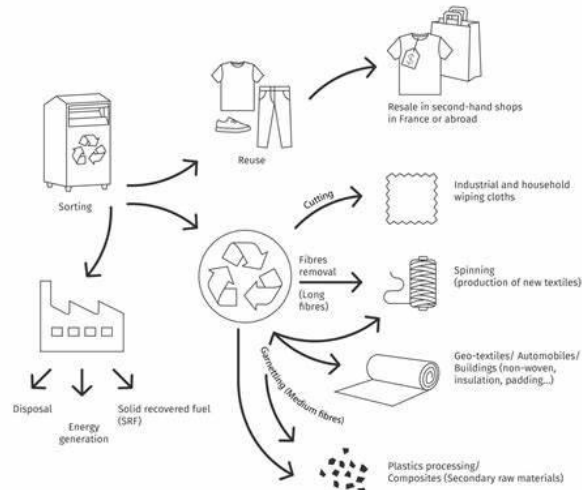 Resale in second-hand shops
in France or abroad
Reuse
Sorting
Cutting
Industrial and household
wiping cloths
Fibres
removal
(Long
fibres)
Spinning
(production of new textiles)
Garnetting (Medium fibres)
Geo-textiles/ Automobiles/
Buildings (non-woven,
insulation, padding...)
Disposal
Energy
generation
Solid recovered fuel
(SRF)
Plastics processing/
Composites (Secondary raw materials)